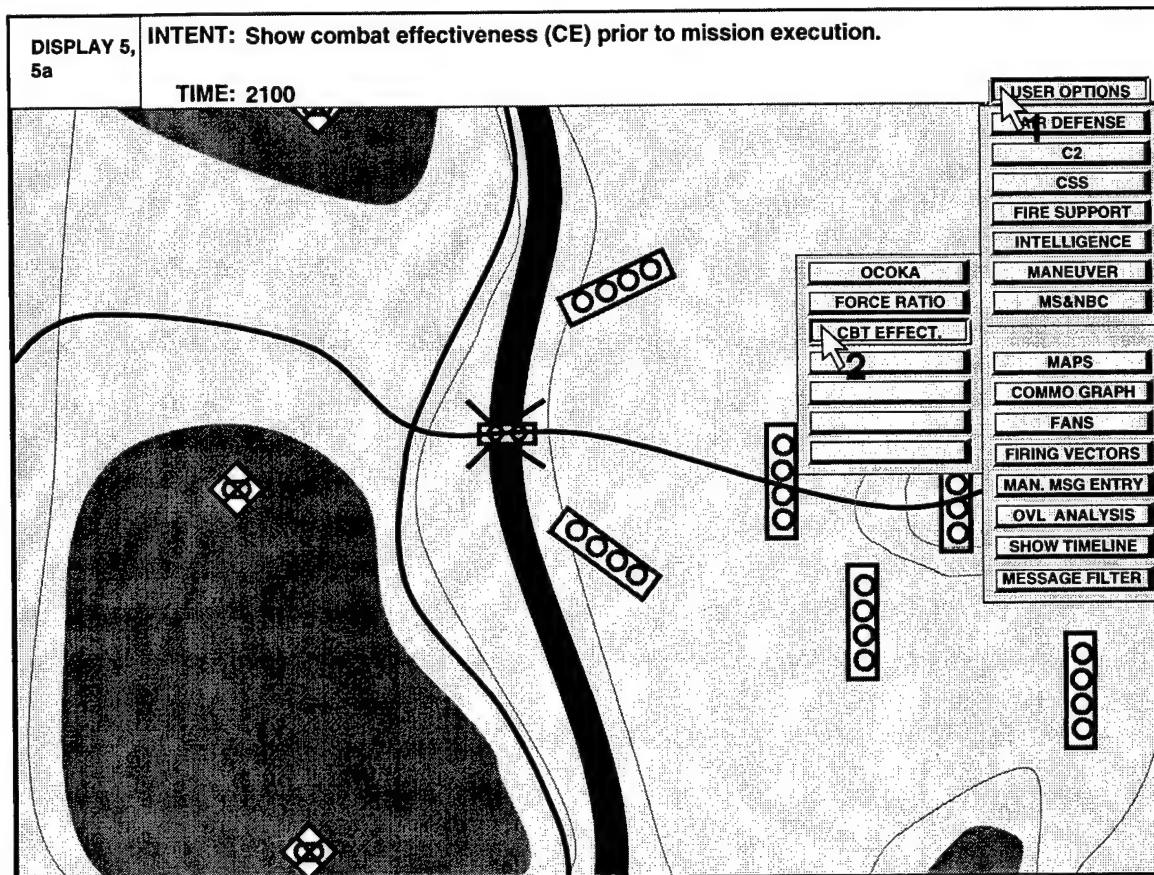 DISPLAY 5,
5a
INTENT: Show combat effectiveness (CE) prior to mission execution.
TIME: 2100
USER OPTIONS
1
AIR DEFENSE
C2
CSS
FIRE SUPPORT
INTELLIGENCE
MANEUVER
MS&NBC
MAPS
COMMO GRAPH
FANS
FIRING VECTORS
MAN. MSG ENTRY
OVL ANALYSIS
SHOW TIMELINE
MESSAGE FILTER
OCOKA
FORCE RATIO
CBT EFFECT.
2